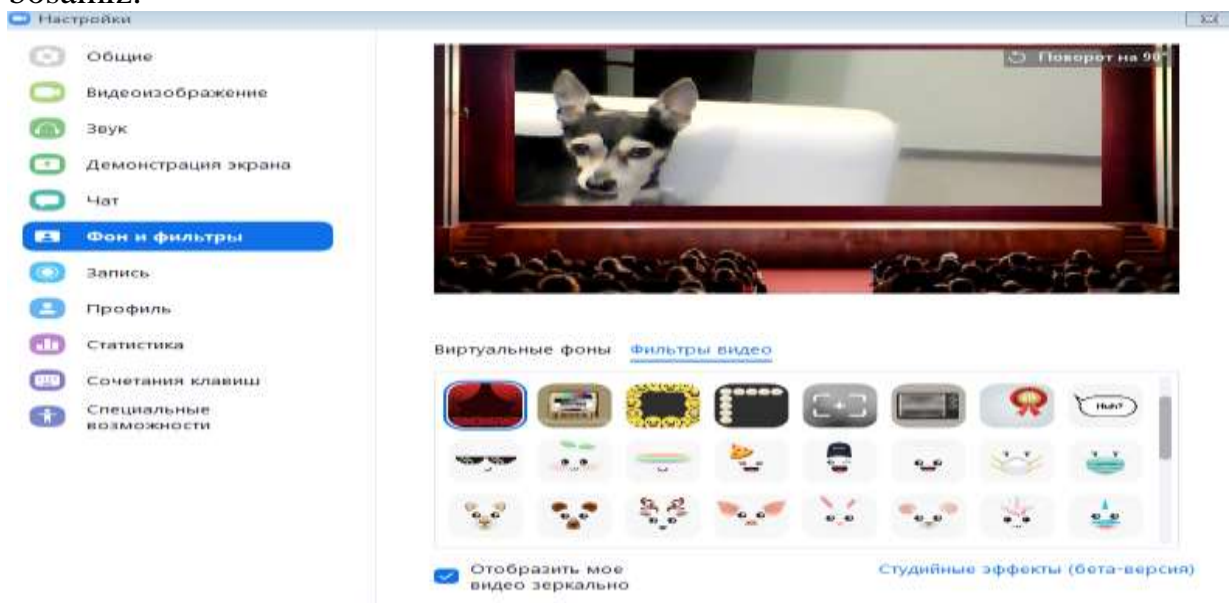 bosamiz.
Настройки
Общие
Видеоизображение
Звук
Демонстрация экрана
Чат
Фон и фильтры
Запись
Профиль
Статистика
Сочетания клавиш
Специальные
возможности
Поворот на 90°
Виртуальные фоны Фильтры видео
Huh?
Отобразить мое
видео зеркально
Студийные эффекты (бета-версия)